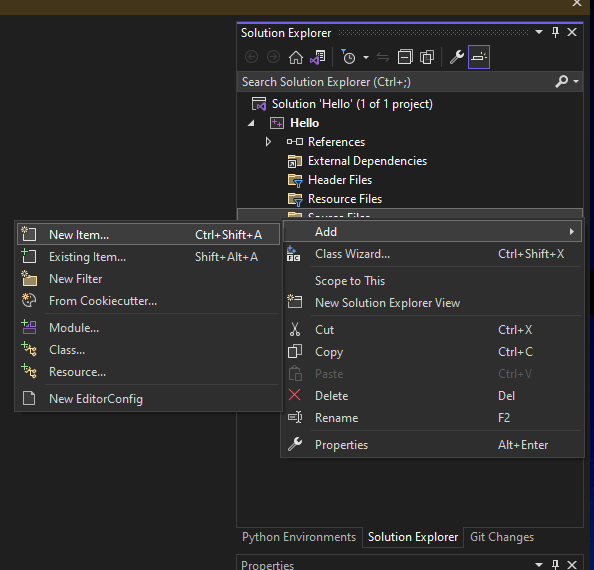 Solution Explorer
Search Solution Explorer (Ctrl+;)
Solution 'Hello' (1 of 1 project)
Hello
References
External Dependencies
Header Files
Resource Files
Source Files
New Item... Ctrl+Shift+A
Existing Item... Shift+Alt+A
New Filter
From Cookiecutter...
Module...
Class...
Resource...
New EditorConfig
Add
Class Wizard... Ctrl+Shift+X
Scope to This
New Solution Explorer View
Cut Ctrl+X
Copy Ctrl+C
Paste Ctrl+V
Delete Del
Rename F2
Properties Alt+Enter
Python Environments Solution Explorer Git Changes
Properties